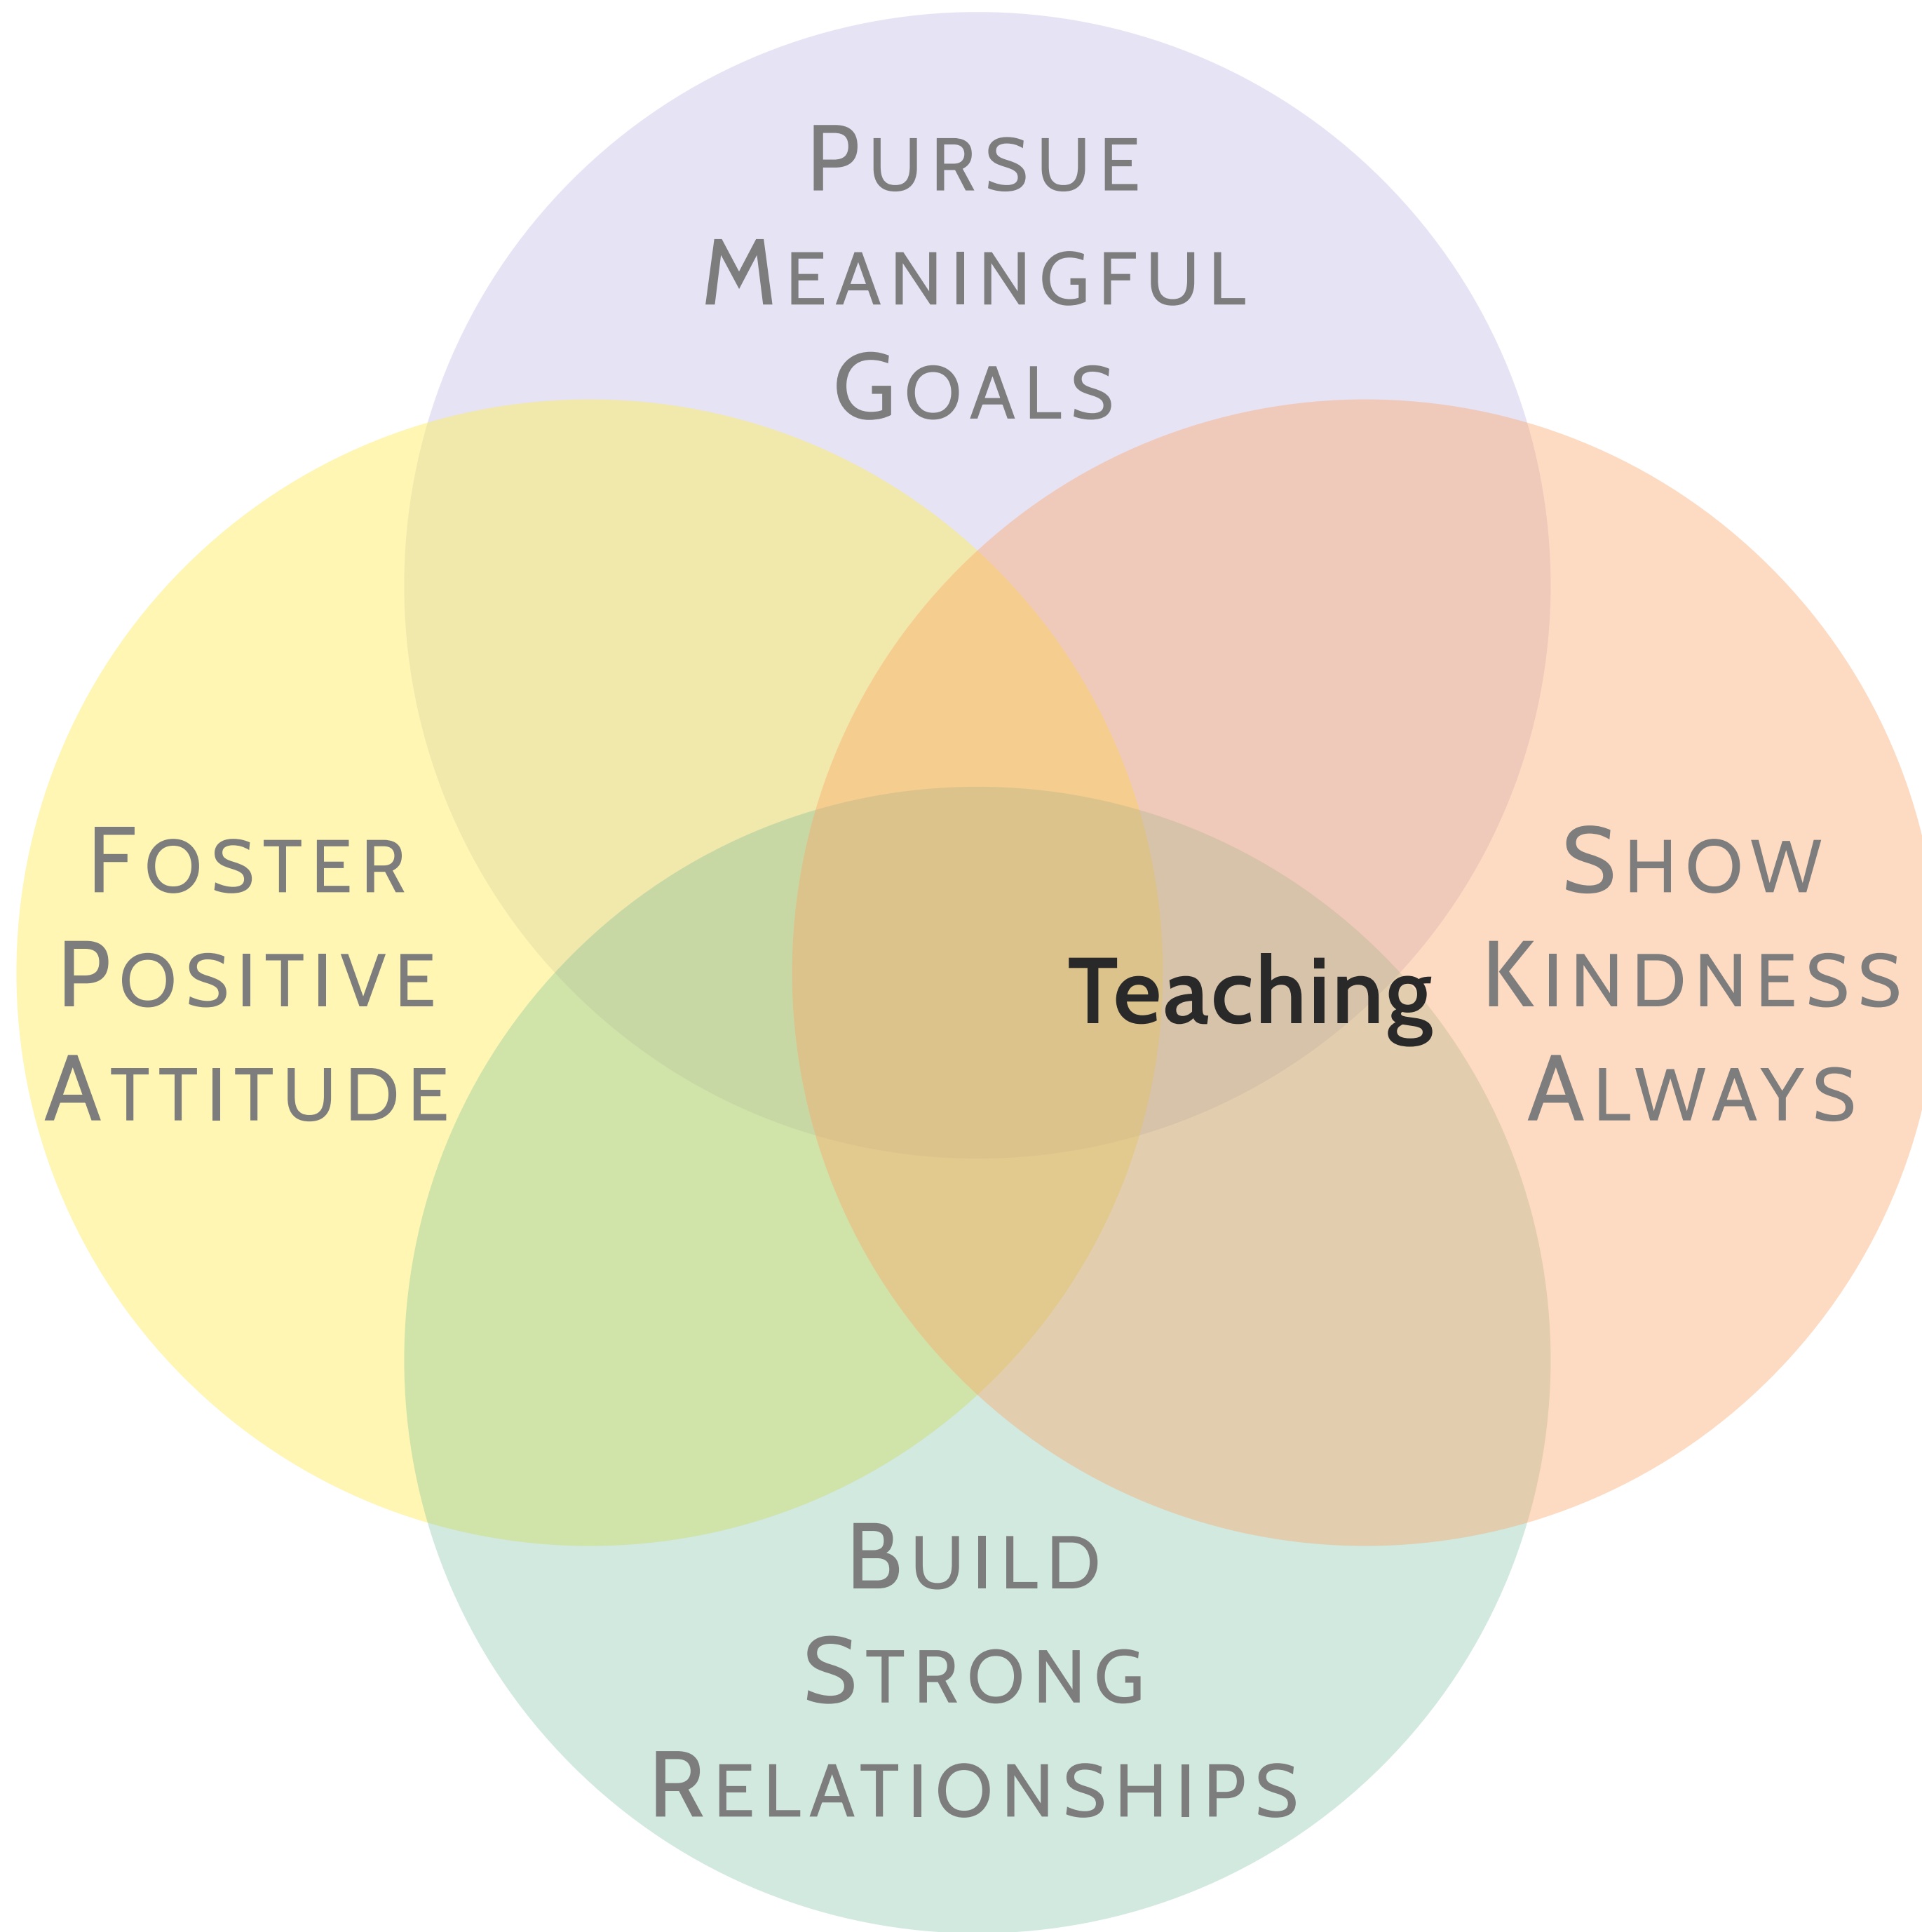 Pursue
Meaningful
Goals
Foster
Positive
Attitude
Teaching
Show
Kindness
Always
Build
Strong
Relationships